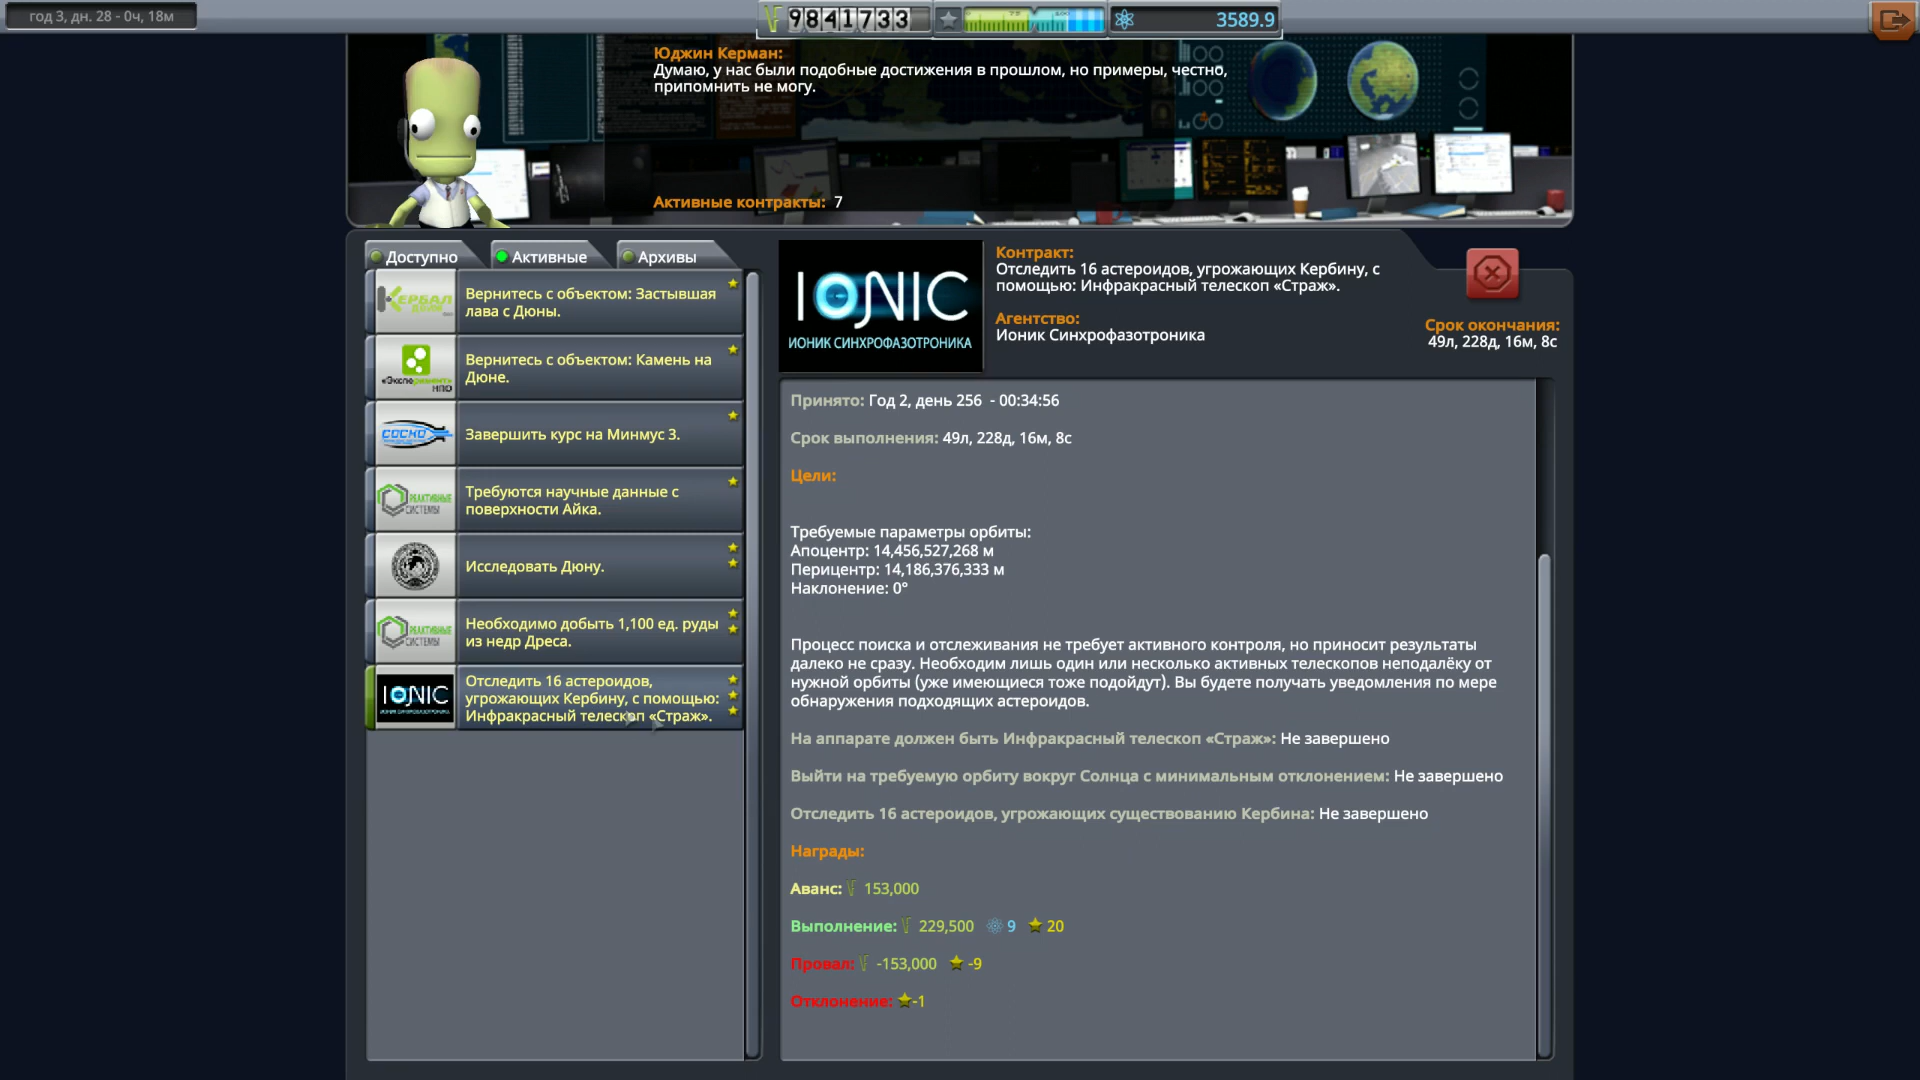 год 3, дн. 28 - 0ч, 18м
9841733
3589.9
Юджин Керман:
Думаю, у нас были подобные достижения в прошлом, но примеры, честно,
припомнить не могу.
Активные контракты: 7
Доступно
Активные
Архивы
Вернитесь с объектом: Застывшая
лава с Дюны.
Вернитесь с объектом: Камень на
Дюне.
Завершить курс на Минмус 3.
РЕАКТИВНЫЕ
СИСТЕМЫ
Требуются научные данные с
поверхности Айка.
Исследовать Дюну.
РЕАКТИВНЫЕ
СИСТЕМЫ
Необходимо добыть 1,100 ед. руды
из недр Дреса.
IONIC
Отследить 16 астероидов,
угрожающих Кербину, с помощью:
Инфракрасный телескоп «Страж».
IONIC
ИОНИК СИНХРОФАЗОТРОНИКА
Контракт:
Отследить 16 астероидов, угрожающих Кербину, с
помощью: Инфракрасный телескоп «Страж».
Агентство:
Ионик Синхрофазотроника
Срок окончания:
49л, 228д, 16м, 8с
Принято: Год 2, день 256 - 00:34:56
Срок выполнения: 49л, 228д, 16м, 8с
Цели:
Требуемые параметры орбиты:
Апоцентр: 14,456,527,268 м
Перицентр: 14,186,376,333 м
Наклонение: 0°
Процесс поиска и отслеживания не требует активного контроля, но приносит результаты
далеко не сразу. Необходим лишь один или несколько активных телескопов неподалёку от
нужной орбиты (уже имеющиеся тоже подойдут). Вы будете получать уведомления по мере
обнаружения подходящих астероидов.
На аппарате должен быть Инфракрасный телескоп «Страж»: Не завершено
Выйти на требуемую орбиту вокруг Солнца с минимальным отклонением: Не завершено
Отследить 16 астероидов, угрожающих существованию Кербина: Не завершено
Награды:
Аванс: 153,000
Выполнение: 229,500 9 20
Провал: -153,000 -9
Отклонение: -1